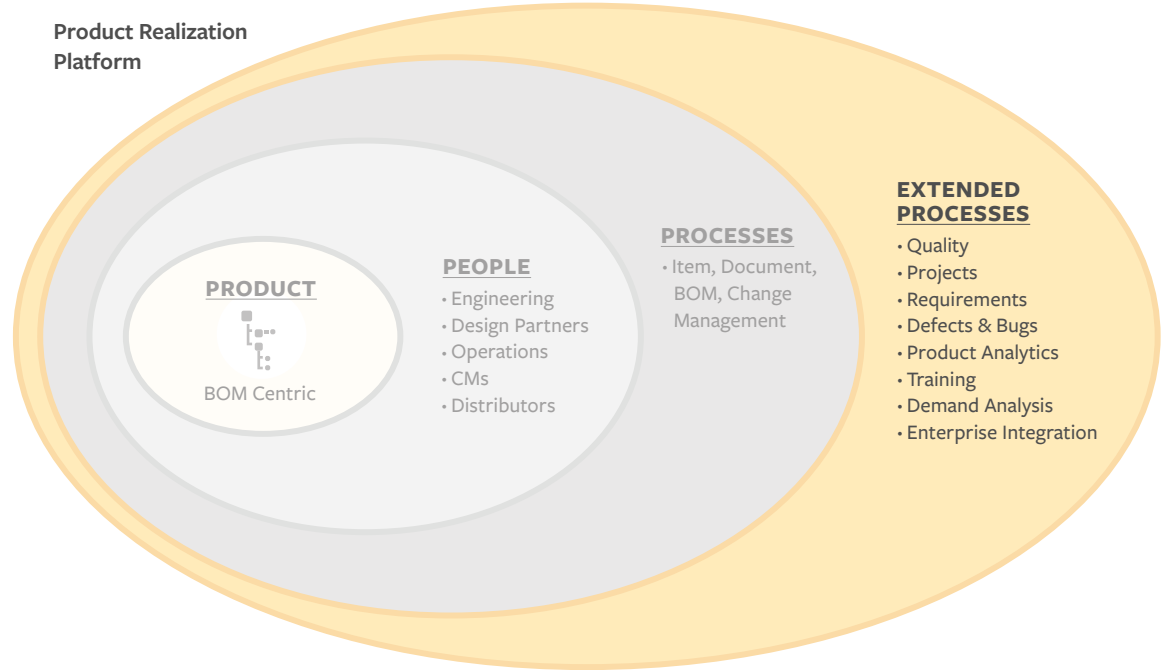 Product Realization
Platform
PRODUCT
BOM Centric
PEOPLE
• Engineering
• Design Partners
• Operations
• CMs
• Distributors
PROCESSES
• Item, Document,
BOM, Change
Management
EXTENDED
PROCESSES
• Quality
• Projects
• Requirements
• Defects & Bugs
• Product Analytics
• Training
• Demand Analysis
• Enterprise Integration